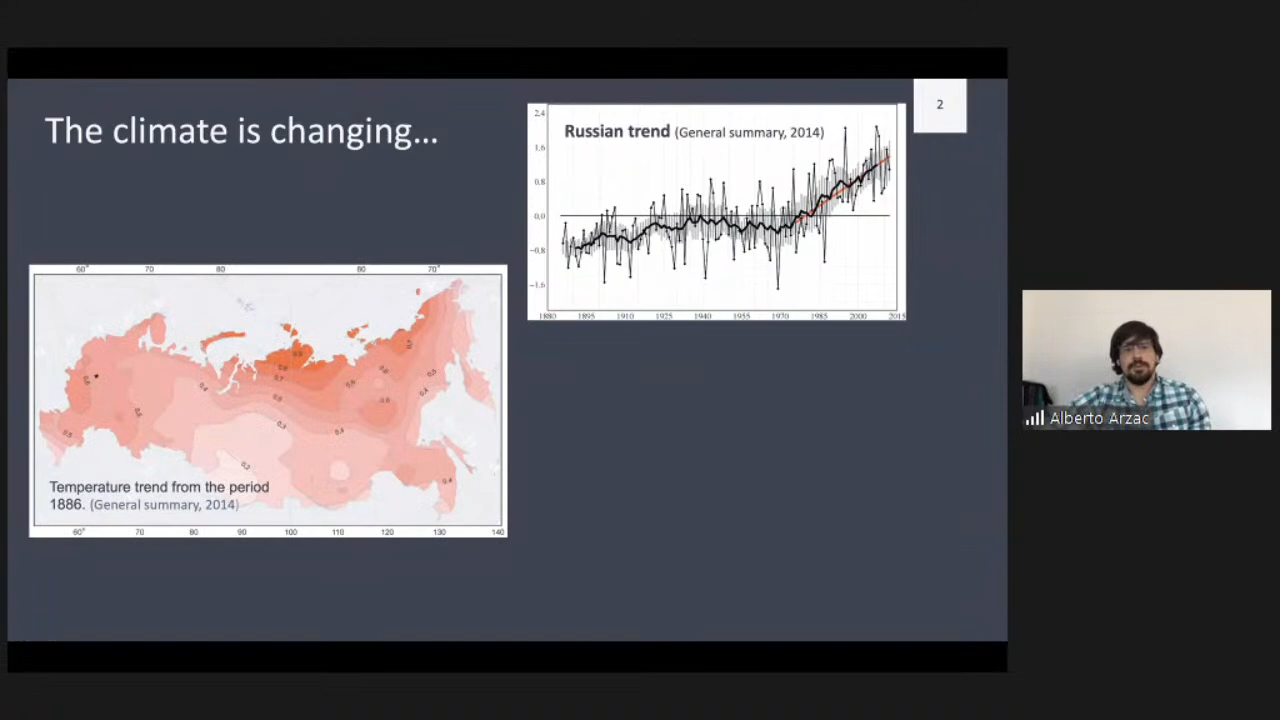 The climate is changing...
2
Russian trend (General summary, 2014)
2.4
1.6
0.8
0.0
-0.8
-1.6
1880 1895 1910 1925 1940 1955 1970 1985 2000 2015
60° 70 80 80 70°
Temperature trend from the period
1886. (General summary, 2014)
60° 70 80 90 100 110 120 130 140
Alberto Arzac